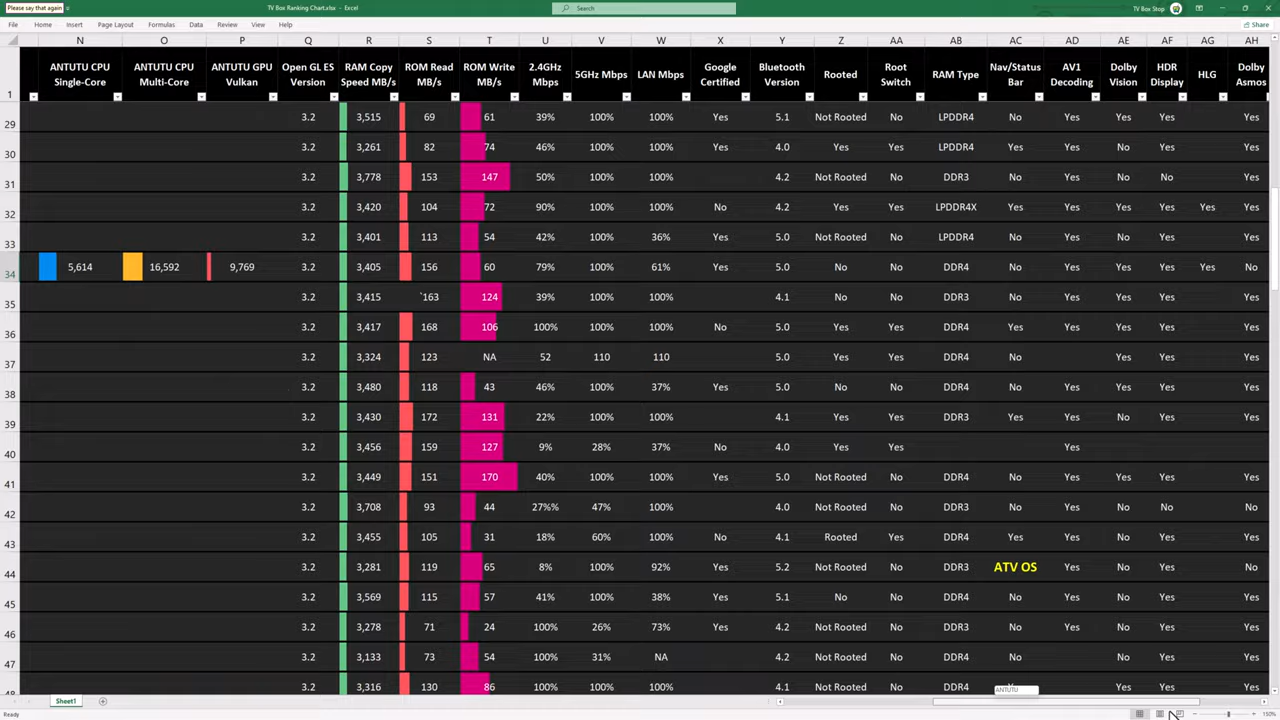 Please say that again
TV Box Ranking Chart.xlsx - Excel
Search
TV Box Stop
File Home Insert Page Layout Formulas Data Review View Help
Share
N O P Q R S T U V W X Y Z AA AB AC AD AE AF AG AH
1 ANTUTU CPU Single-Core ANTUTU CPU Multi-Core ANTUTU GPU Vulkan Open GL ES Version RAM Copy Speed MB/s ROM Read MB/s ROM Write MB/s 2.4GHz Mbps 5GHz Mbps LAN Mbps Google Certified Bluetooth Version Rooted Root Switch RAM Type Nav/Status Bar AV1 Decoding Dolby Vision HDR Display HLG Dolby Asmos
29 3.2 3,515 69 61 39% 100% 100% Yes 5.1 Not Rooted No LPDDR4 No Yes Yes Yes Yes
30 3.2 3,261 82 74 46% 100% 100% Yes 4.0 Yes Yes LPDDR4 Yes Yes No Yes Yes
31 3.2 3,778 153 147 50% 100% 100% Yes 4.2 Not Rooted No DDR3 No Yes No No Yes
32 3.2 3,420 104 72 90% 100% 100% No 4.2 Yes Yes LPDDR4X Yes Yes Yes Yes Yes Yes
33 3.2 3,401 113 54 42% 100% 36% Yes 5.0 Not Rooted No LPDDR4 No Yes Yes Yes Yes
34 5,614 16,592 9,769 3.2 3,405 156 60 79% 100% 61% Yes 5.0 No No DDR4 No Yes Yes Yes Yes No
35 3.2 3,415 163 124 39% 100% 100% 4.1 No No DDR3 No Yes No Yes Yes
36 3.2 3,417 168 106 100% 100% 100% No 5.0 Yes Yes DDR4 Yes Yes Yes Yes Yes
37 3.2 3,324 123 NA 52 110 110 5.0 Yes Yes DDR4 No Yes Yes Yes
38 3.2 3,480 118 43 46% 100% 37% Yes 5.0 No No DDR4 No Yes Yes Yes Yes
39 3.2 3,430 172 131 22% 100% 100% 4.1 Yes Yes DDR3 Yes Yes No Yes Yes
40 3.2 3,456 159 127 9% 28% 37% No 4.0 Yes Yes Yes
41 3.2 3,449 151 170 40% 100% 100% Yes 5.0 Not Rooted No DDR3 No Yes No Yes Yes
42 3.2 3,708 93 44 27%% 47% 100% 4.0 Not Rooted No DDR3 No Yes No No No
43 3.2 3,455 105 31 18% 60% 100% No 4.1 Rooted Yes DDR4 Yes Yes No Yes Yes
44 3.2 3,281 119 65 8% 100% 92% Yes 5.2 Not Rooted No DDR3 ATV OS Yes No Yes No
45 3.2 3,569 115 57 41% 100% 38% Yes 5.1 No No DDR4 No Yes Yes Yes Yes
46 3.2 3,278 71 24 100% 26% 73% Yes 4.2 Not Rooted No DDR4 No Yes No Yes Yes
47 3.2 3,133 73 54 100% 31% NA 4.2 Not Rooted No DDR4 No Yes No Yes Yes
48 3.2 3,316 130 86 100% 100% 100% 4.1 Not Rooted No DDR4 Yes Yes Yes Yes
ANTUTU
Sheet1
Ready
150%